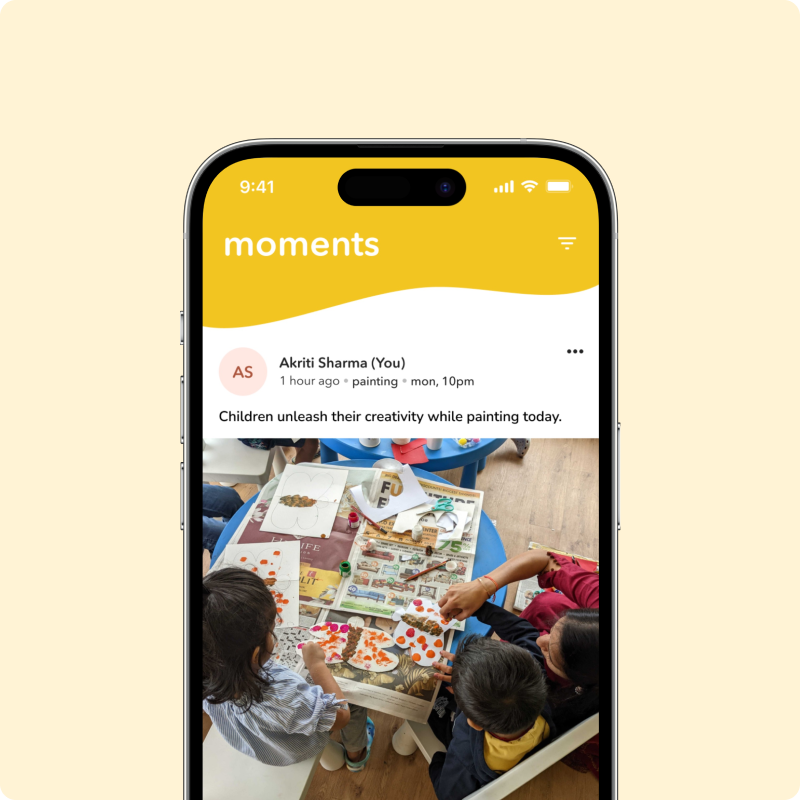 9:41
moments
AS
Akriti Sharma (You)
1 hour ago • painting • mon, 10pm
Children unleash their creativity while painting today.